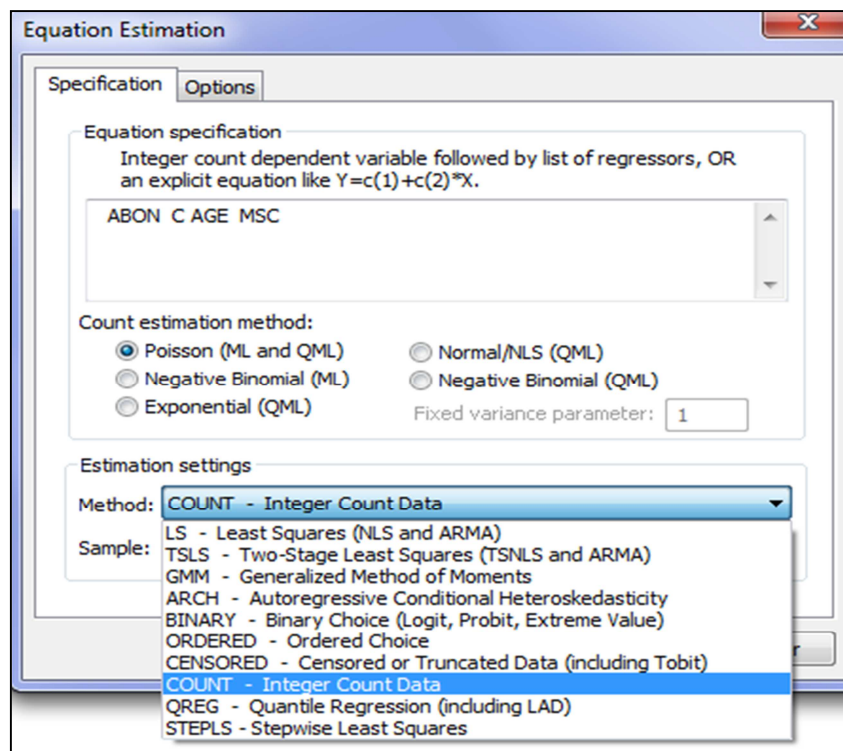 Equation Estimation
Specification
Options
Equation specification
Integer count dependent variable followed by list of regressors, OR
an explicit equation like Y=c(1)+c(2)*X.
ABON C AGE MSC
Count estimation method:
Poisson (ML and QML)
Normal/NLS (QML)
Negative Binomial (ML)
Negative Binomial (QML)
Exponential (QML)
Fixed variance parameter: 1
Estimation settings
Method: COUNT - Integer Count Data
Sample:
LS - Least Squares (NLS and ARMA)
TSLS - Two-Stage Least Squares (TSNLS and ARMA)
GMM - Generalized Method of Moments
ARCH - Autoregressive Conditional Heteroskedasticity
BINARY - Binary Choice (Logit, Probit, Extreme Value)
ORDERED - Ordered Choice
CENSORED - Censored or Truncated Data (including Tobit)
COUNT - Integer Count Data
QREG - Quantile Regression (including LAD)
STEPLS - Stepwise Least Squares